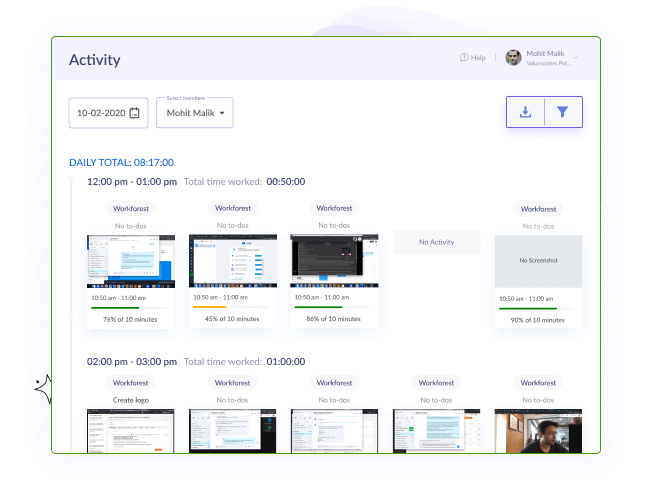 Activity
Help
Mohit Malik
Valvecoders Pvt...
10-02-2020
Select members
Mohit Malik
DAILY TOTAL: 08:17:00
12:00 pm - 01:00 pm Total time worked: 00:50:00
Workforest Workforest Workforest Workforest
No to-dos No to-dos No to-dos No to-dos
No Activity
No Screenshot
10:50 am - 11:00 am 10:50 am - 11:00 am 10:50 am - 11:00 am 10:50 am - 11:00 am
76% of 10 minutes 45% of 10 minutes 86% of 10 minutes 90% of 10 minutes
02:00 pm - 03:00 pm Total time worked: 01:00:00
Workforest Workforest Workforest Workforest Workforest
Create logo No to-dos No to-dos No to-dos No to-dos